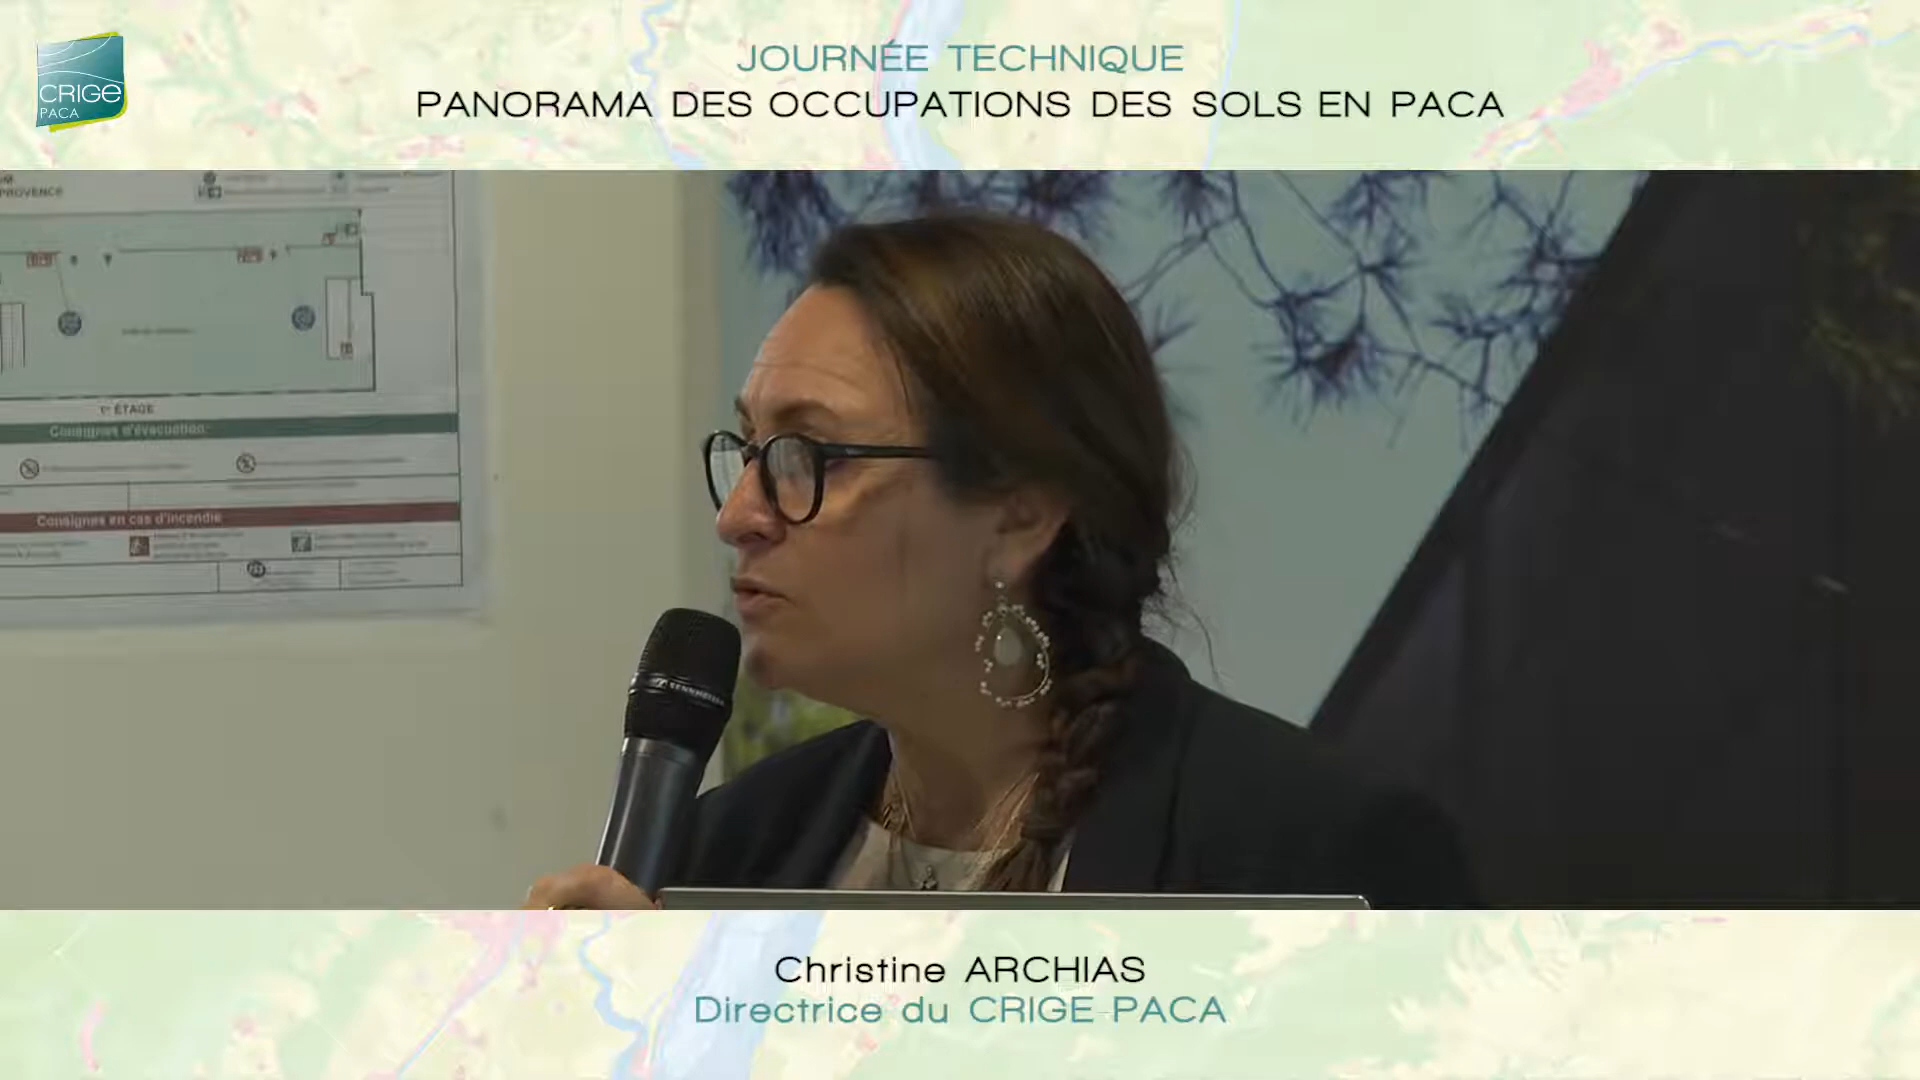 CRIGE
PACA
JOURNÉE TECHNIQUE
PANORAMA DES OCCUPATIONS DES SOLS EN PACA
PROVENCE
1er ÉTAGE
Consignes d'évacuation
Consignes en cas d'incendie
SENNHEISER
Christine ARCHIAS
Directrice du CRIGE-PACA